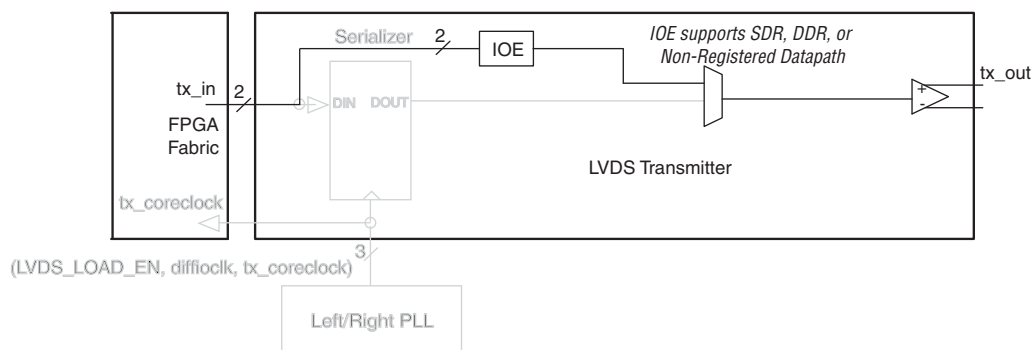 Serializer
2
IOE
IOE supports SDR, DDR, or
Non-Registered Datapath
tx_in
2
DIN
DOUT
+
-
tx_out
FPGA
Fabric
LVDS Transmitter
tx_coreclock
3
(LVDS_LOAD_EN, diffioclk, tx_coreclock)
Left/Right PLL